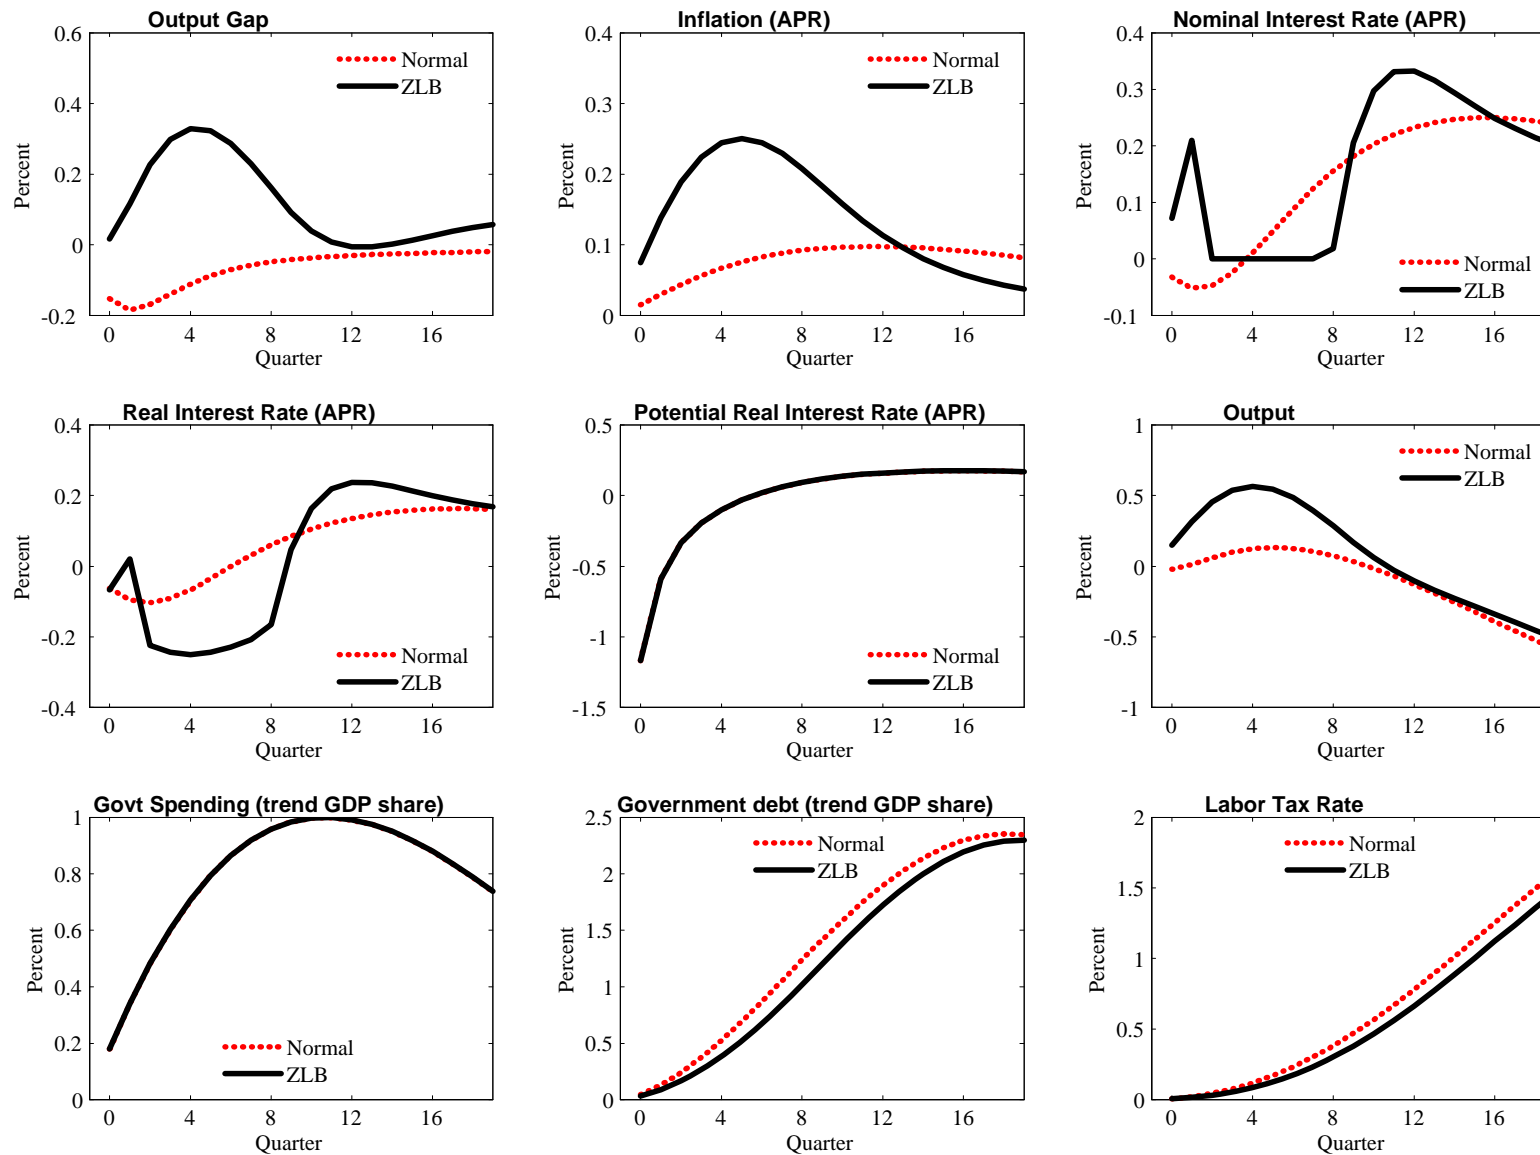 Output Gap
0.6
0.4
0.2
0
-0.2
Percent
Normal
ZLB
0 4 8 12 16
Quarter
Inflation (APR)
0.4
0.3
0.2
0.1
0
Percent
Normal
ZLB
0 4 8 12 16
Quarter
Nominal Interest Rate (APR)
0.4
0.3
0.2
0.1
0
-0.1
Percent
Normal
ZLB
0 4 8 12 16
Quarter
Real Interest Rate (APR)
0.4
0.2
0
-0.2
-0.4
Percent
Normal
ZLB
0 4 8 12 16
Quarter
Potential Real Interest Rate (APR)
0.5
0
-0.5
-1
-1.5
Percent
Normal
ZLB
0 4 8 12 16
Quarter
Output
1
0.5
0
-0.5
-1
Percent
Normal
ZLB
0 4 8 12 16
Quarter
Govt Spending (trend GDP share)
1
0.8
0.6
0.4
0.2
0
Percent
Normal
ZLB
0 4 8 12 16
Quarter
Government debt (trend GDP share)
2.5
2
1.5
1
0.5
0
Percent
Normal
ZLB
0 4 8 12 16
Quarter
Labor Tax Rate
2
1.5
1
0.5
0
Percent
Normal
ZLB
0 4 8 12 16
Quarter